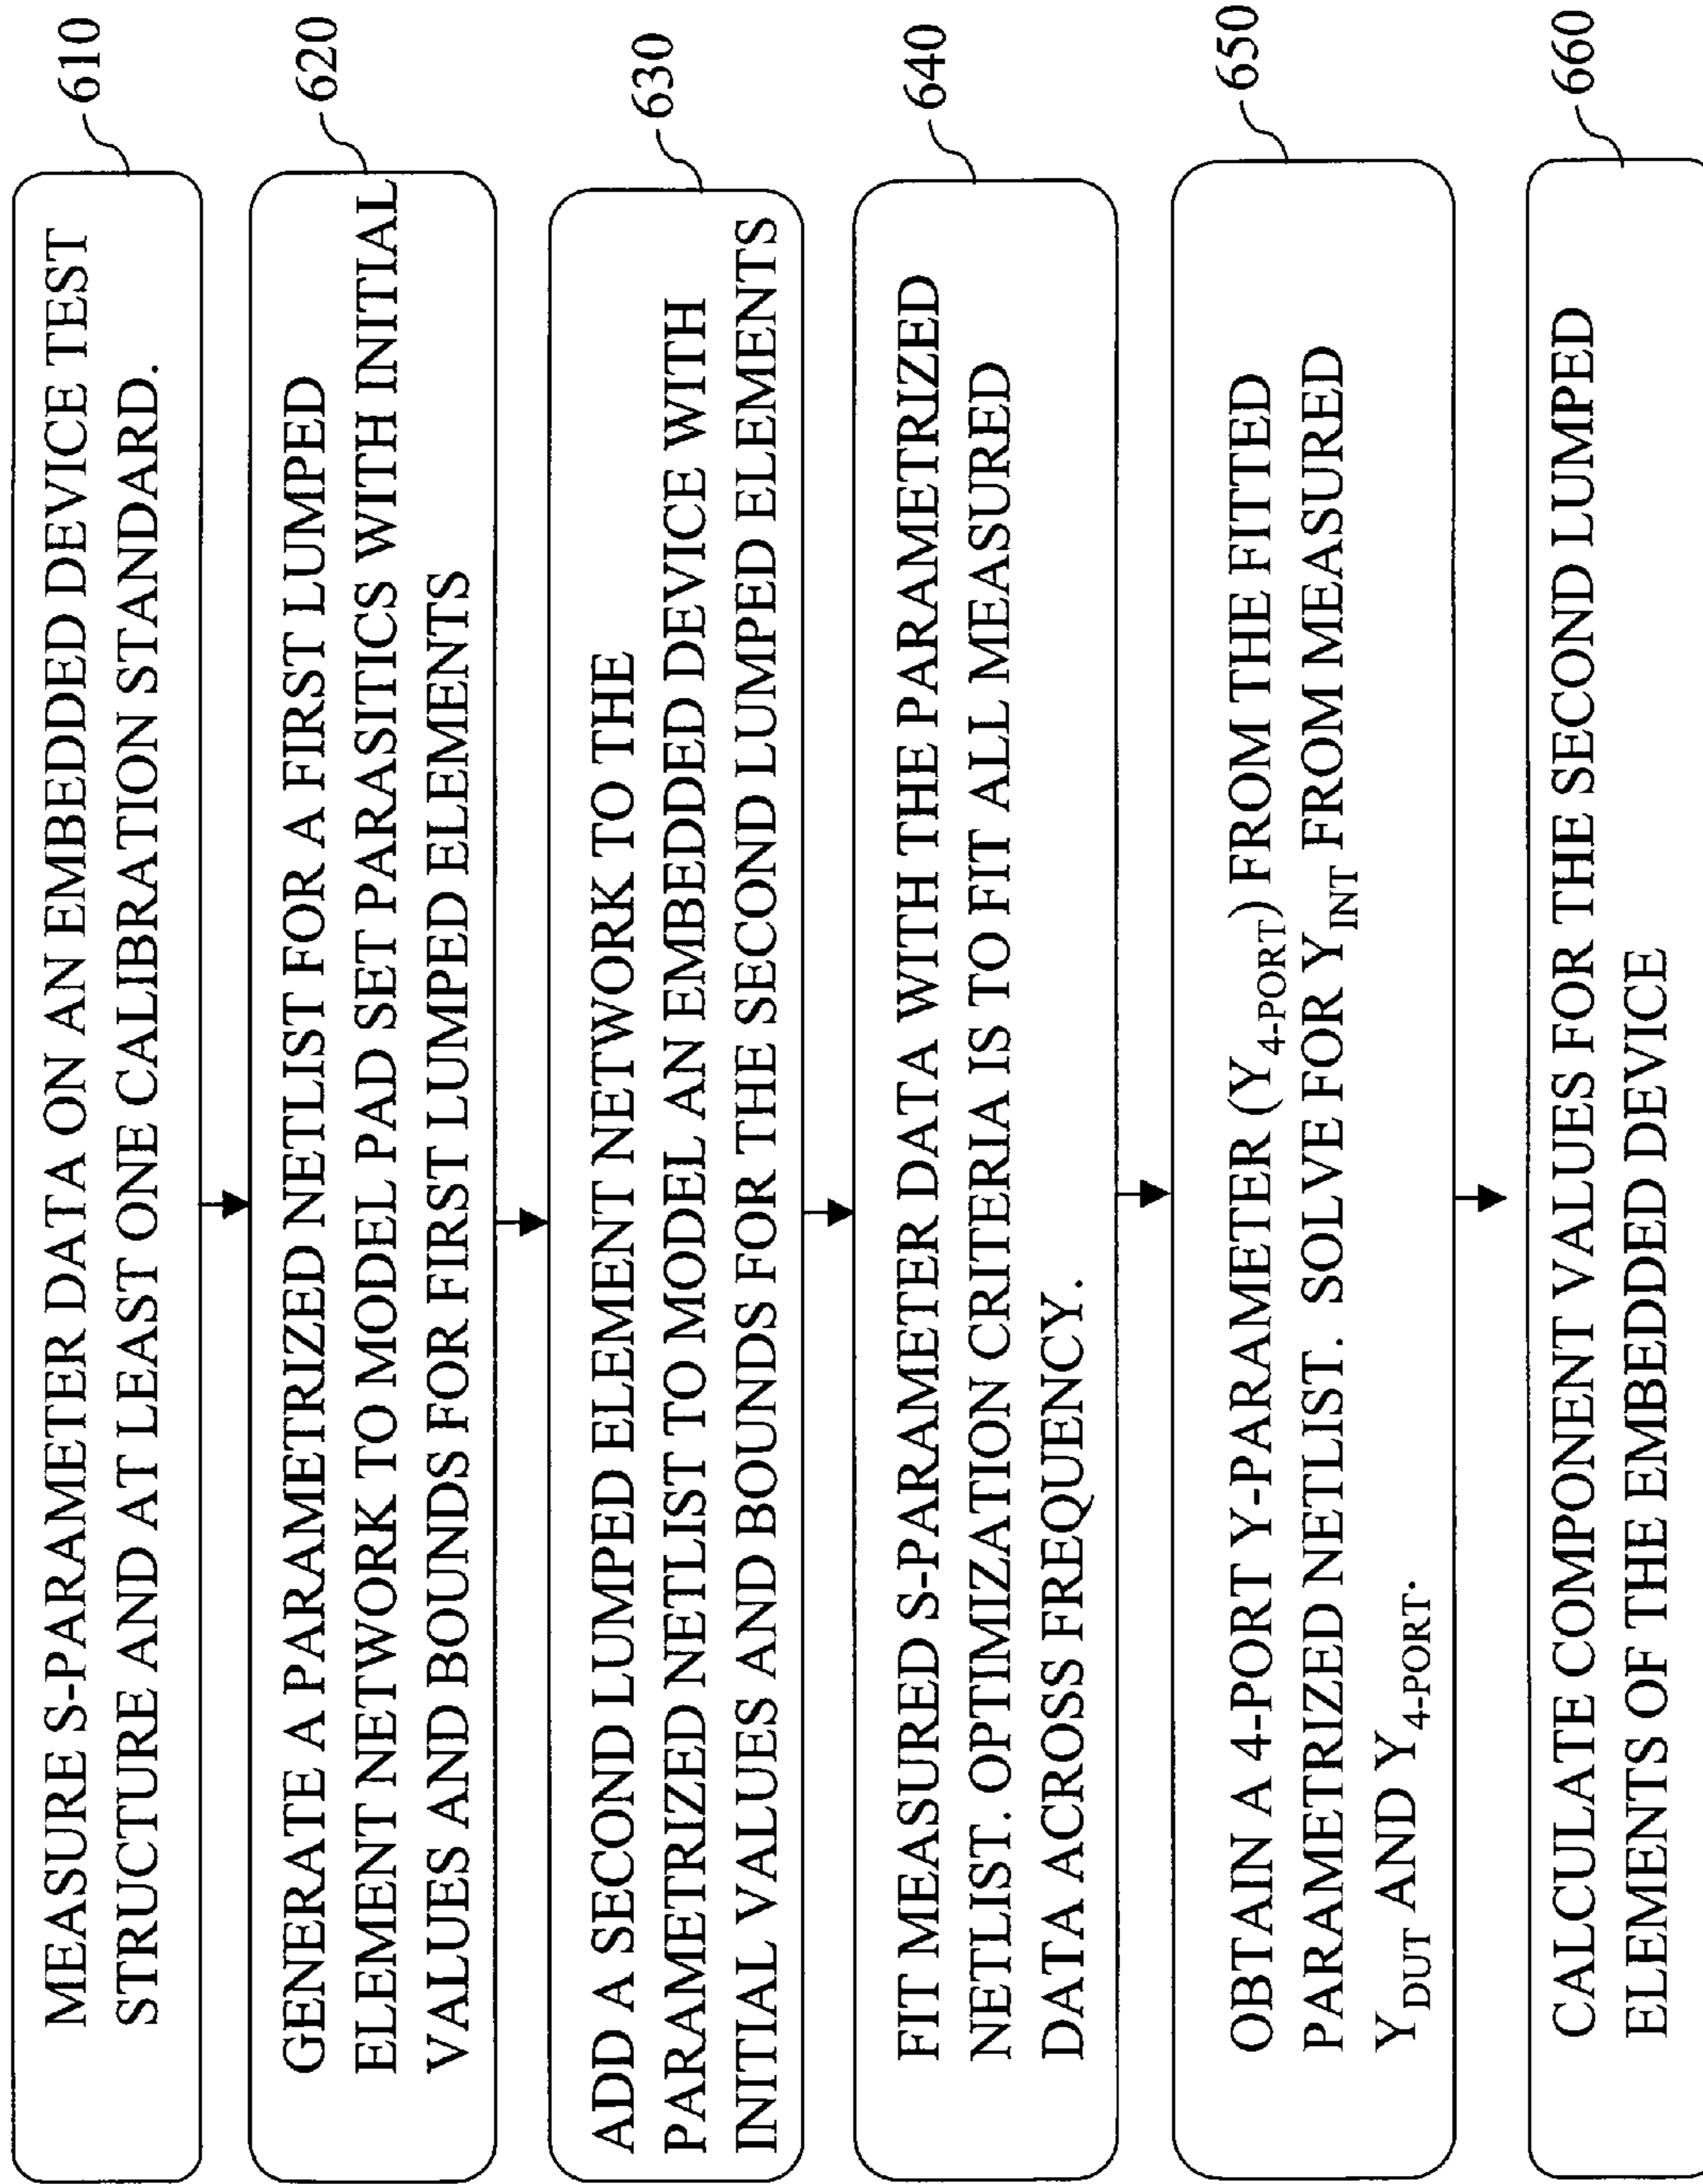 MEASURE S-PARAMETER DATA ON AN EMBEDDED DEVICE TEST
STRUCTURE AND AT LEAST ONE CALIBRATION STANDARD.
610
GENERATE A PARAMETRIZED NETLIST FOR A FIRST LUMPED
ELEMENT NETWORK TO MODEL PAD SET PARASITICS WITH INITIAL
VALUES AND BOUNDS FOR FIRST LUMPED ELEMENTS
620
ADD A SECOND LUMPED ELEMENT NETWORK TO THE
PARAMETRIZED NETLIST TO MODEL AN EMBEDDED DEVICE WITH
INITIAL VALUES AND BOUNDS FOR THE SECOND LUMPED ELEMENTS
630
FIT MEASURED S-PARAMETER DATA WITH THE PARAMETRIZED
NETLIST. OPTIMIZATION CRITERIA IS TO FIT ALL MEASURED
DATA ACROSS FREQUENCY.
640
OBTAIN A 4-PORT Y-PARAMETER (Y4-PORT) FROM THE FITTED
PARAMETRIZED NETLIST. SOLVE FOR YINT FROM MEASURED
YDUT AND Y4-PORT.
650
CALCULATE COMPONENT VALUES FOR THE SECOND LUMPED
ELEMENTS OF THE EMBEDDED DEVICE
660